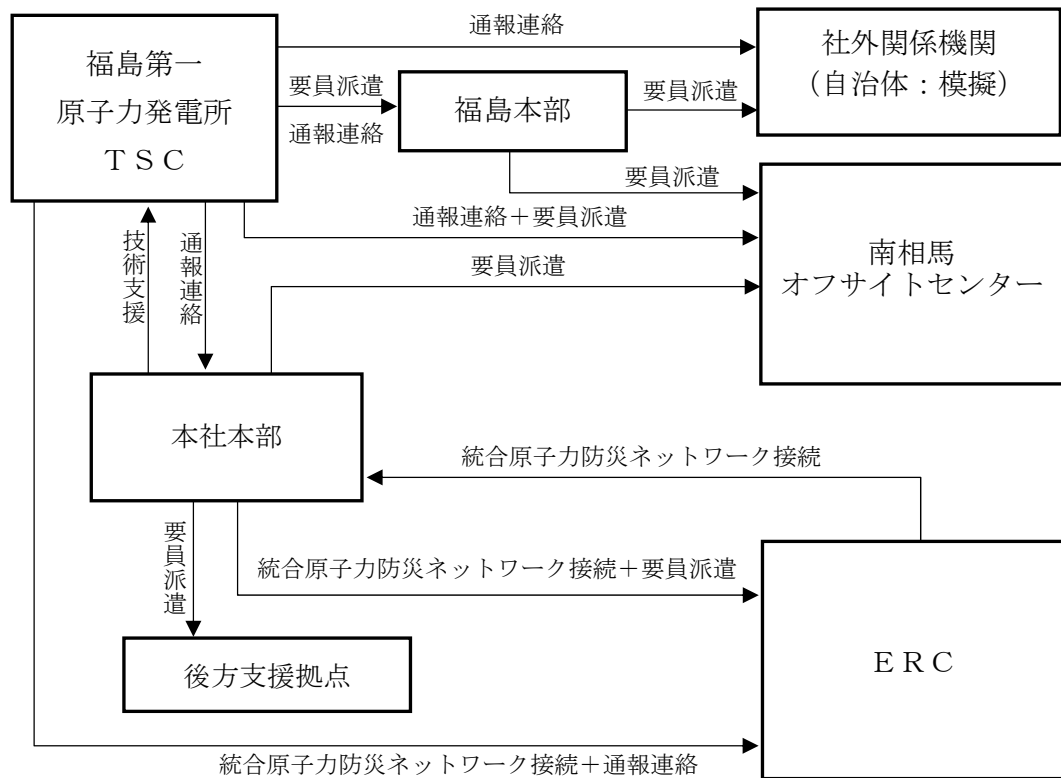 福島第一
原子力発電所
ＴＳＣ
通報連絡
社外関係機関
（自治体：模擬）
要員派遣
通報連絡
福島本部
要員派遣
要員派遣
通報連絡＋要員派遣
南相馬
オフサイトセンター
技術支援
通報連絡
要員派遣
本社本部
統合原子力防災ネットワーク接続
要員派遣
統合原子力防災ネットワーク接続＋要員派遣
後方支援拠点
ＥＲＣ
統合原子力防災ネットワーク接続＋通報連絡